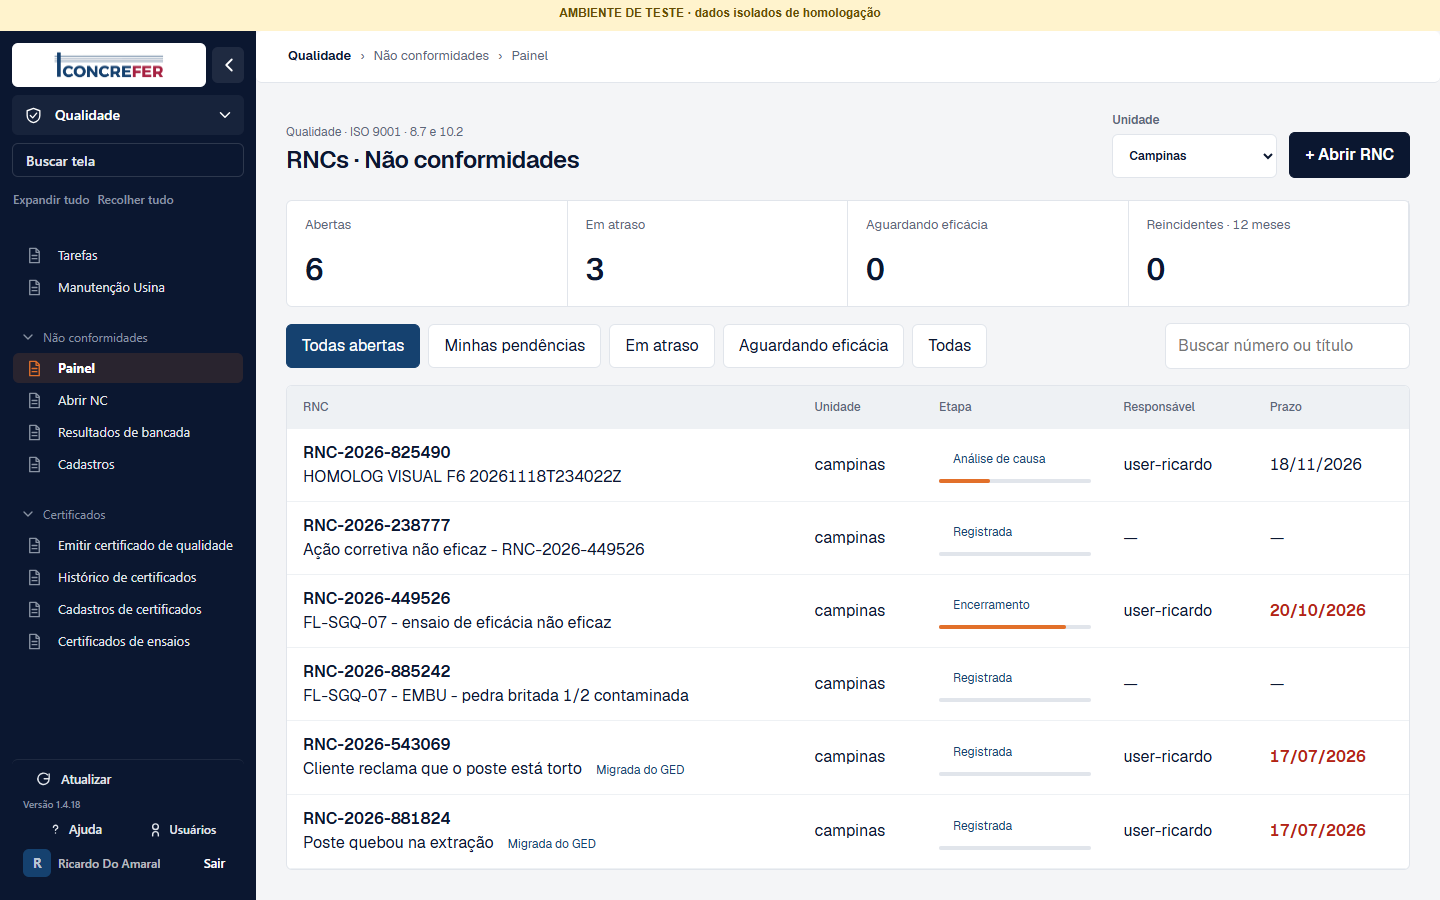 AMBIENTE DE TESTE · dados isolados de homologação
CONCREFER
Qualidade
Buscar tela
Expandir tudo Recolher tudo
Tarefas
Manutenção Usina
Não conformidades
Painel
Abrir NC
Resultados de bancada
Cadastros
Certificados
Emitir certificado de qualidade
Histórico de certificados
Cadastros de certificados
Certificados de ensaios
Atualizar
Versão 1.4.18
? Ajuda Usuários
R Ricardo Do Amaral Sair
Qualidade › Não conformidades › Painel
Qualidade · ISO 9001 · 8.7 e 10.2
RNCs · Não conformidades
Unidade
Campinas
+ Abrir RNC
Abertas
6
Em atraso
3
Aguardando eficácia
0
Reincidentes · 12 meses
0
Todas abertas Minhas pendências Em atraso Aguardando eficácia Todas Buscar número ou título
RNC Unidade Etapa Responsável Prazo
RNC-2026-825490
HOMOLOG VISUAL F6 20261118T234022Z
campinas Análise de causa user-ricardo 18/11/2026
RNC-2026-238777
Ação corretiva não eficaz - RNC-2026-449526
campinas Registrada — —
RNC-2026-449526
FL-SGQ-07 - ensaio de eficácia não eficaz
campinas Encerramento user-ricardo 20/10/2026
RNC-2026-885242
FL-SGQ-07 - EMBU - pedra britada 1/2 contaminada
campinas Registrada — —
RNC-2026-543069
Cliente reclama que o poste está torto Migrada do GED
campinas Registrada user-ricardo 17/07/2026
RNC-2026-881824
Poste quebou na extração Migrada do GED
campinas Registrada user-ricardo 17/07/2026